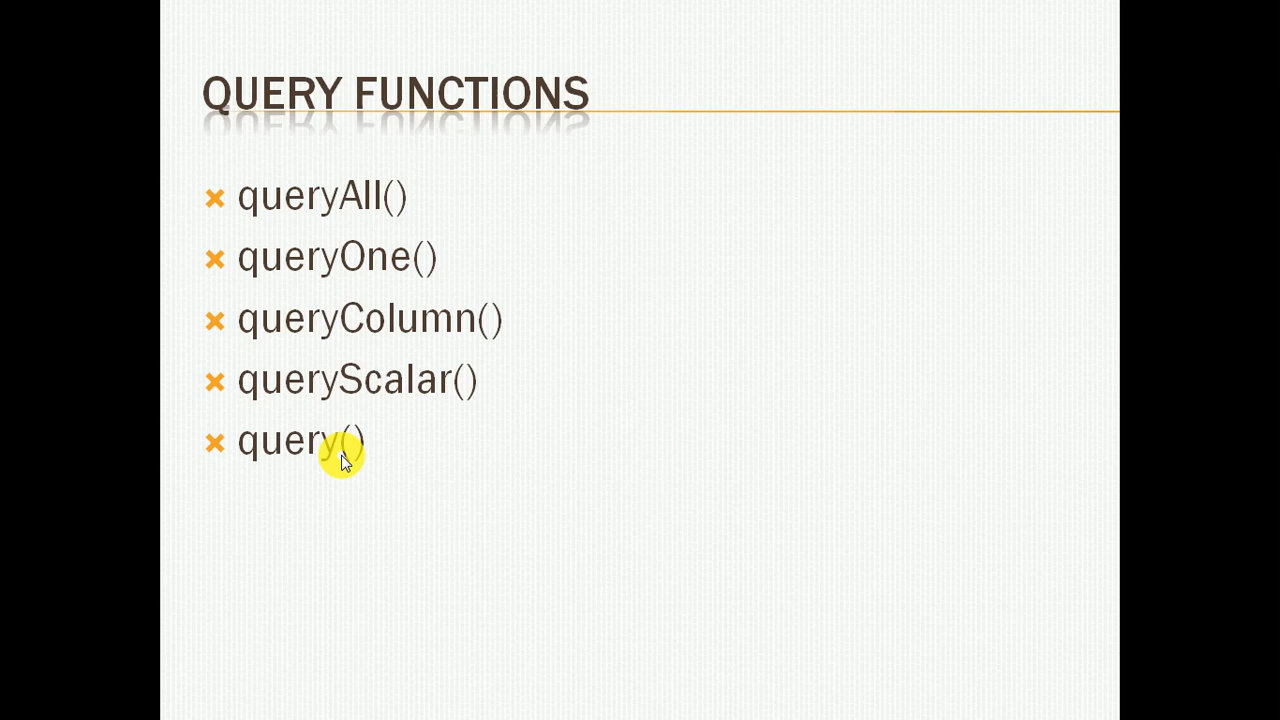 QUERY FUNCTIONS
queryAll()
queryOne()
queryColumn()
queryScalar()
query()